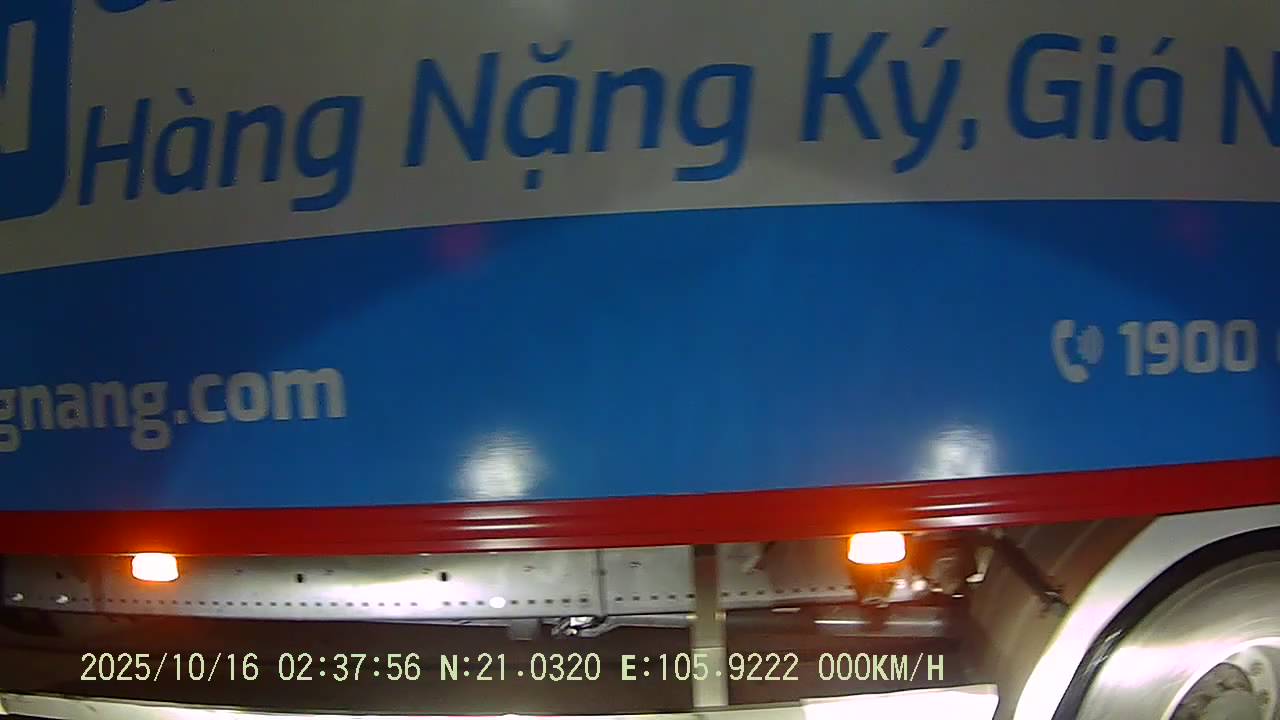 Hàng Nặng Ký, Giá N
gnang.com
1900
2025/10/16 02:37:56 N:21.0320 E:105.9222 000KM/H